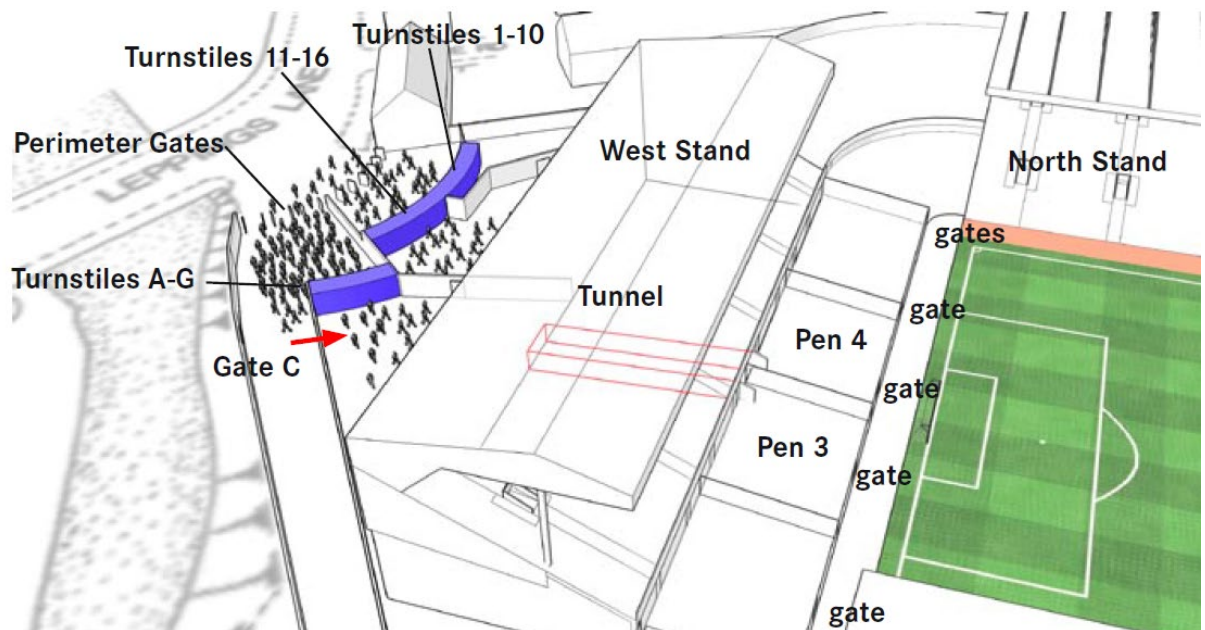 Turnstiles 1-10
Turnstiles 11-16
Perimeter Gates
LEPPINGS
West Stand
North Stand
gates
Turnstiles A-G
Tunnel
gate
Pen 4
Gate C
gate
Pen 3
gate
gate